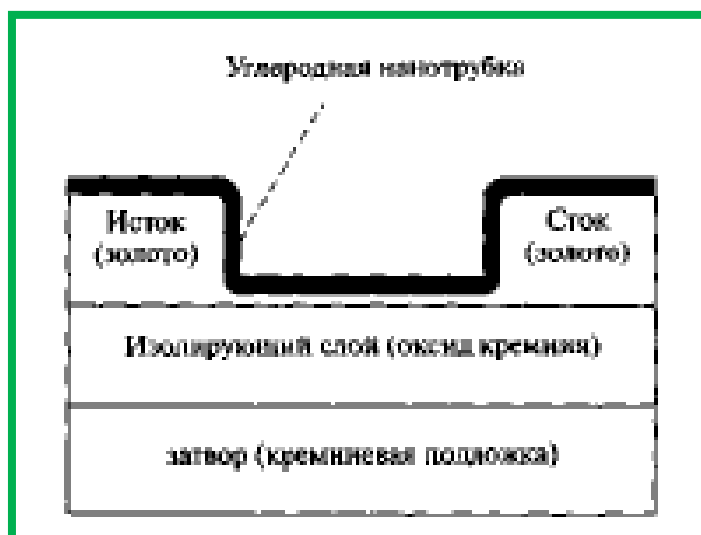 Углеродная нанотрубка
Исток
(золото)
Сток
(золото)
Изолирующий слой (оксид кремния)
затвор (кремниевая подложка)